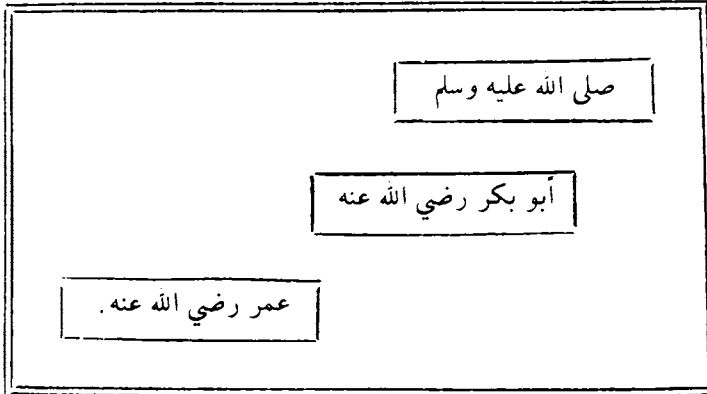 صلى الله عليه وسلم
أبو بكر رضي الله عنه
عمر رضي الله عنه.